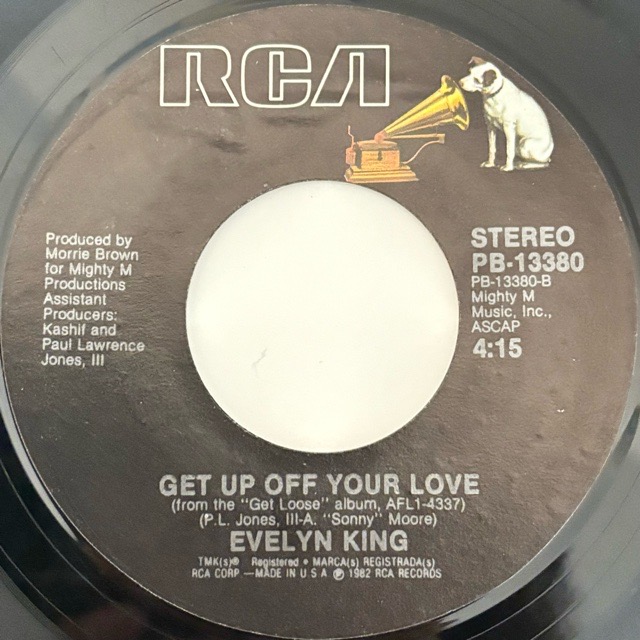 RCA
Produced by
Morrie Brown
for Mighty M
Productions
Assistant
Producers:
Kashif and
Paul Lawrence
Jones, III
STEREO
PB-13380
PB-13380-B
Mighty M
Music, Inc.,
ASCAP
4:15
GET UP OFF YOUR LOVE
(from the "Get Loose" album, AFL1-4337)
(P.L. Jones, III-A. "Sonny" Moore)
EVELYN KING
TMK(s)® Registered • MARCA(s) REGISTRADA(s)
RCA CORP —MADE IN U S A ℗ 1982 RCA RECORDS